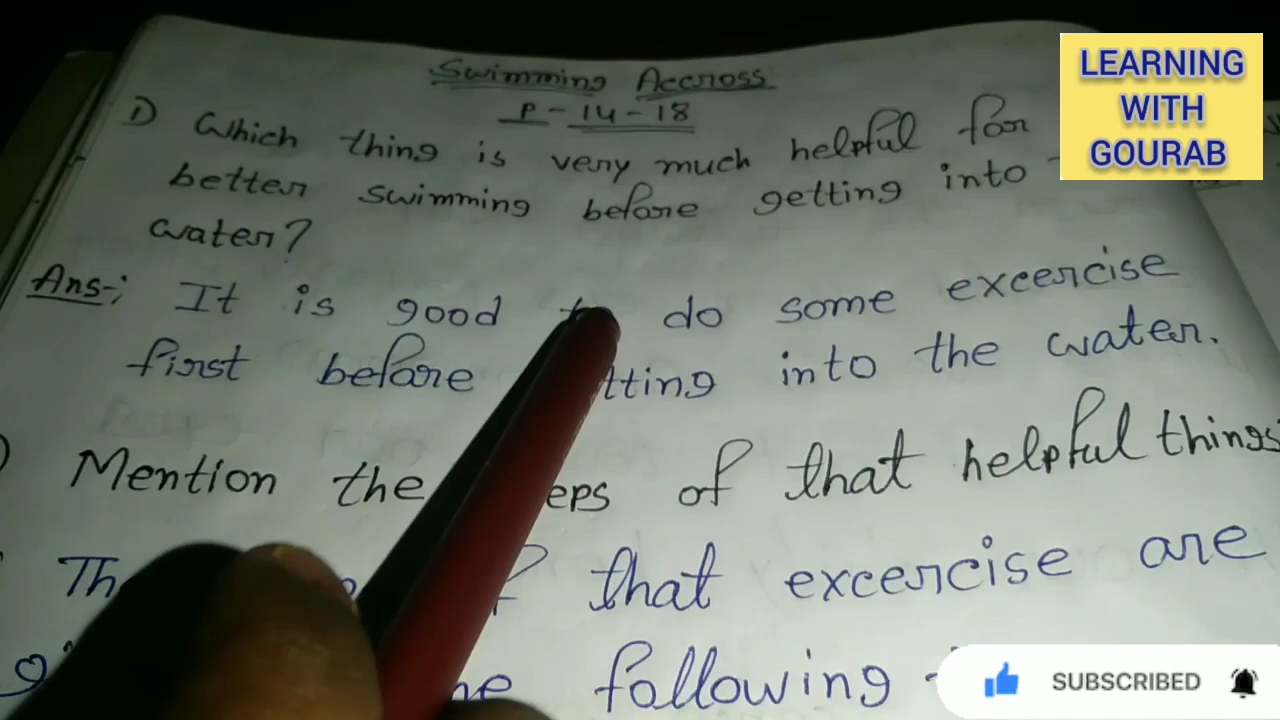 Swimming Accross
P - 14 - 18
1) Which thing is very much helpful for
better swimming before getting into
water?
Ans-: It is good to do some excercise
first before tting into the water.
Mention the eps of that helpful things
Th that excercise are
following
LEARNING
WITH
GOURAB
SUBSCRIBED